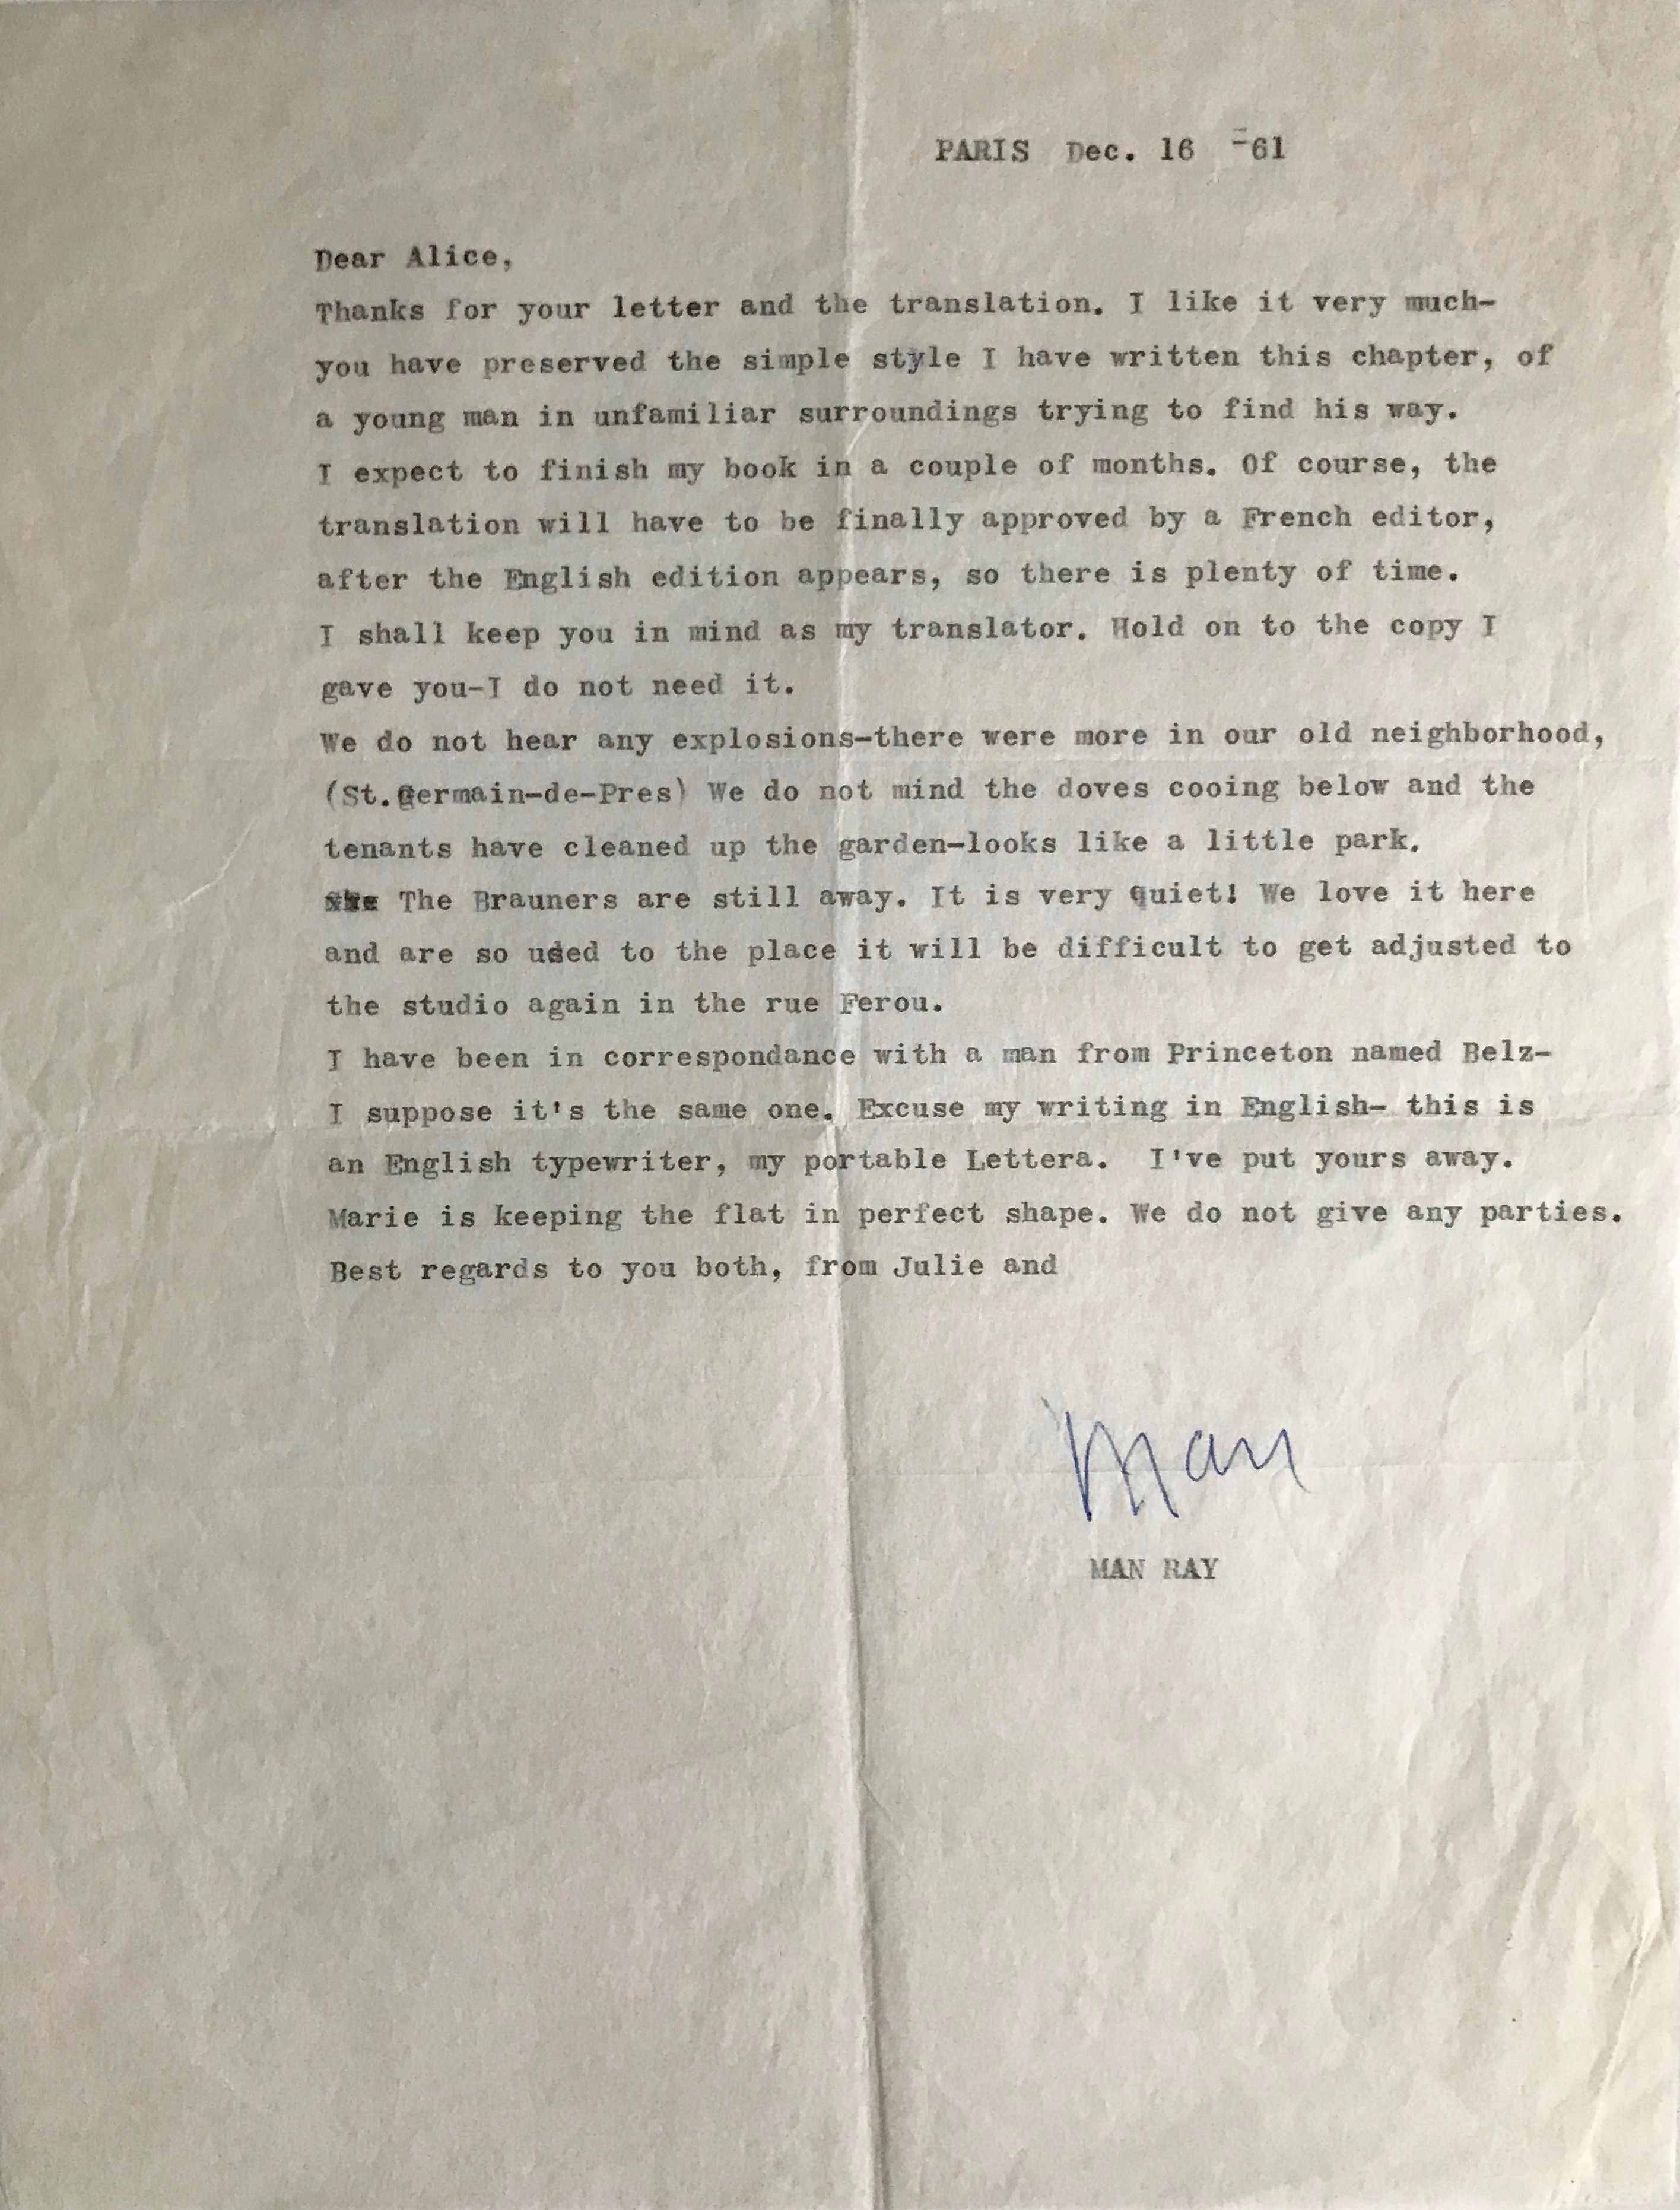 PARIS  Dec. 16  -61
Dear Alice,
Thanks for your letter and the translation. I like it very much-
you have preserved the simple style I have written this chapter, of
a young man in unfamiliar surroundings trying to find his way.
I expect to finish my book in a couple of months. Of course, the
translation will have to be finally approved by a French editor,
after the English edition appears, so there is plenty of time.
I shall keep you in mind as my translator. Hold on to the copy I
gave you-I do not need it.
We do not hear any explosions-there were more in our old neighborhood,
(St.Germain-de-Pres) We do not mind the doves cooing below and the
tenants have cleaned up the garden-looks like a little park.
The Brauners are still away. It is very quiet! We love it here
and are so used to the place it will be difficult to get adjusted to
the studio again in the rue Ferou.
I have been in correspondance with a man from Princeton named Belz-
I suppose it's the same one. Excuse my writing in English- this is
an English typewriter, my portable Lettera.  I've put yours away.
Marie is keeping the flat in perfect shape. We do not give any parties.
Best regards to you both, from Julie and
Man
MAN RAY